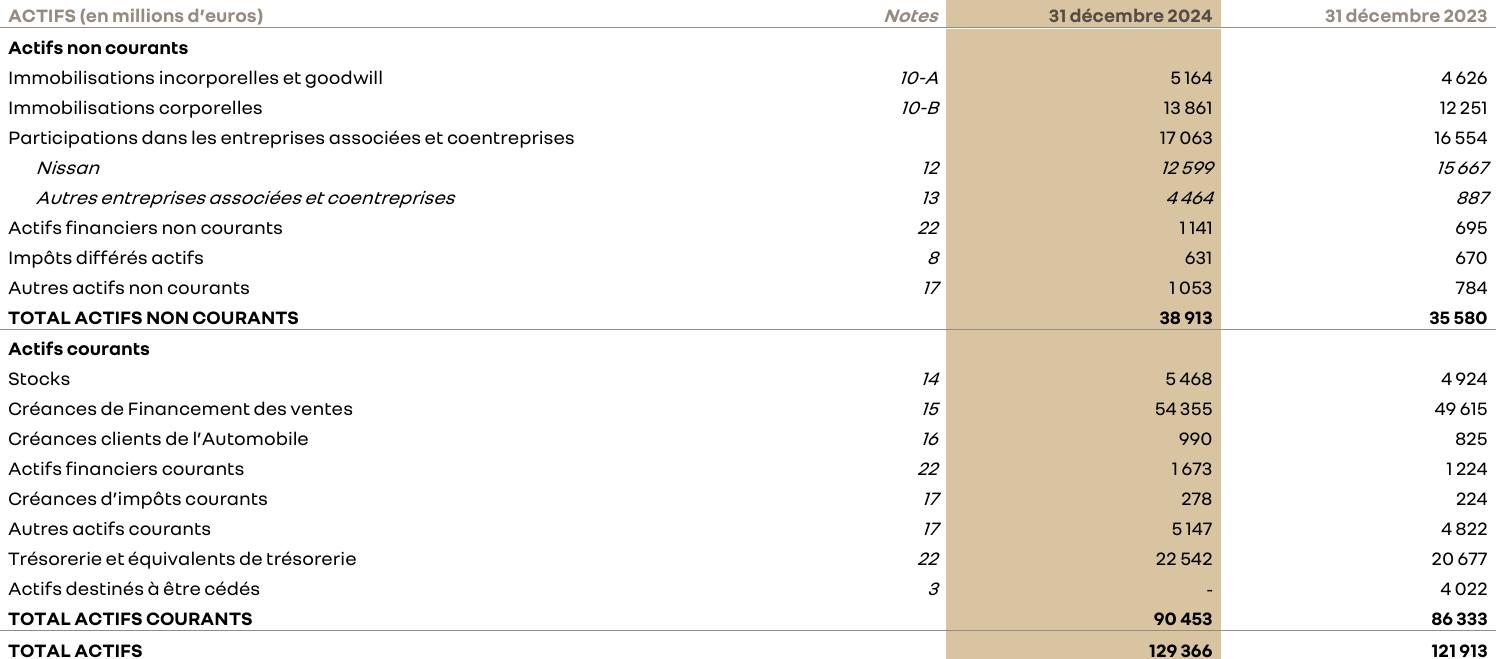 ACTIFS (en millions d’euros) Notes 31 décembre 2024 31 décembre 2023
Actifs non courants
Immobilisations incorporelles et goodwill 10-A 5 164 4 626
Immobilisations corporelles 10-B 13 861 12 251
Participations dans les entreprises associées et coentreprises 17 063 16 554
Nissan 12 12 599 15 667
Autres entreprises associées et coentreprises 13 4 464 887
Actifs financiers non courants 22 1 141 695
Impôts différés actifs 8 631 670
Autres actifs non courants 17 1 053 784
TOTAL ACTIFS NON COURANTS 38 913 35 580
Actifs courants
Stocks 14 5 468 4 924
Créances de Financement des ventes 15 54 355 49 615
Créances clients de l’Automobile 16 990 825
Actifs financiers courants 22 1 673 1 224
Créances d’impôts courants 17 278 224
Autres actifs courants 17 5 147 4 822
Trésorerie et équivalents de trésorerie 22 22 542 20 677
Actifs destinés à être cédés 3 - 4 022
TOTAL ACTIFS COURANTS 90 453 86 333
TOTAL ACTIFS 129 366 121 913